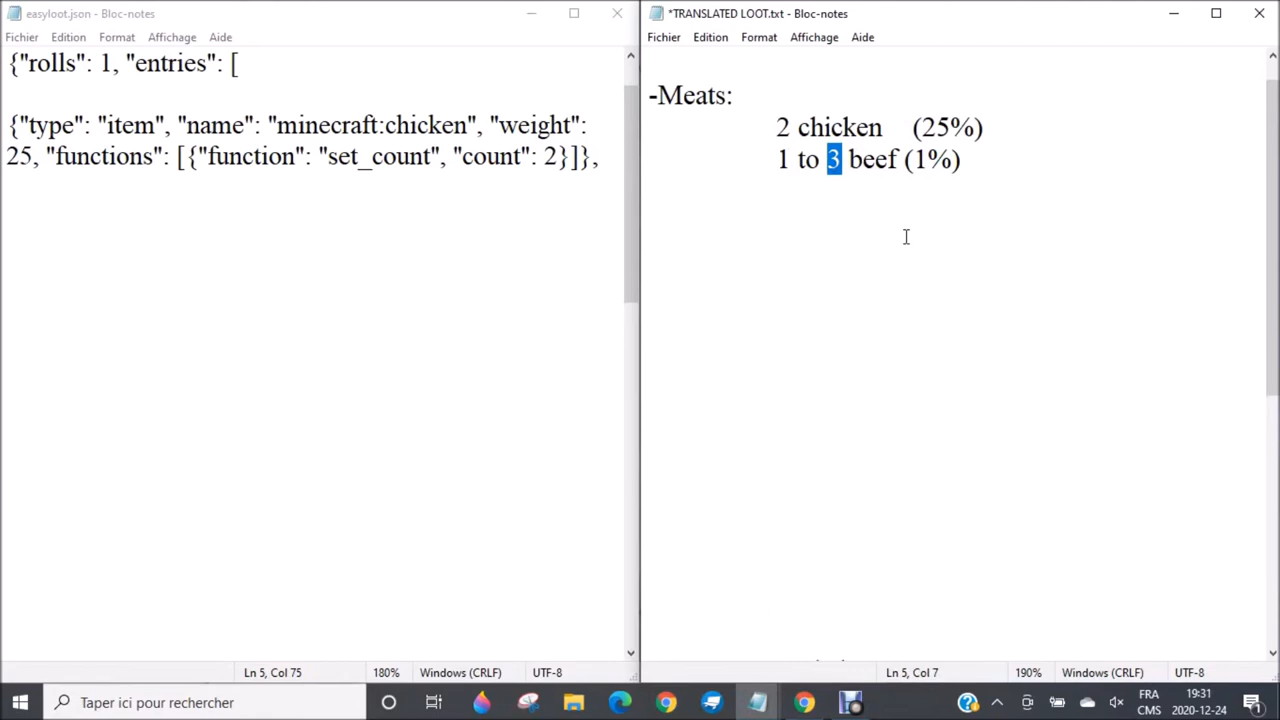 easyloot.json - Bloc-notes
Fichier Edition Format Affichage Aide
{"rolls": 1, "entries": [
{"type": "item", "name": "minecraft:chicken", "weight":
25, "functions": [{"function": "set_count", "count": 2}]},
Ln 5, Col 75 180% Windows (CRLF) UTF-8
*TRANSLATED LOOT.txt - Bloc-notes
Fichier Edition Format Affichage Aide
-Meats:
2 chicken (25%)
1 to 3 beef (1%)
Ln 5, Col 7 190% Windows (CRLF) UTF-8
Taper ici pour rechercher
FRA
CMS
19:31
2020-12-24
1